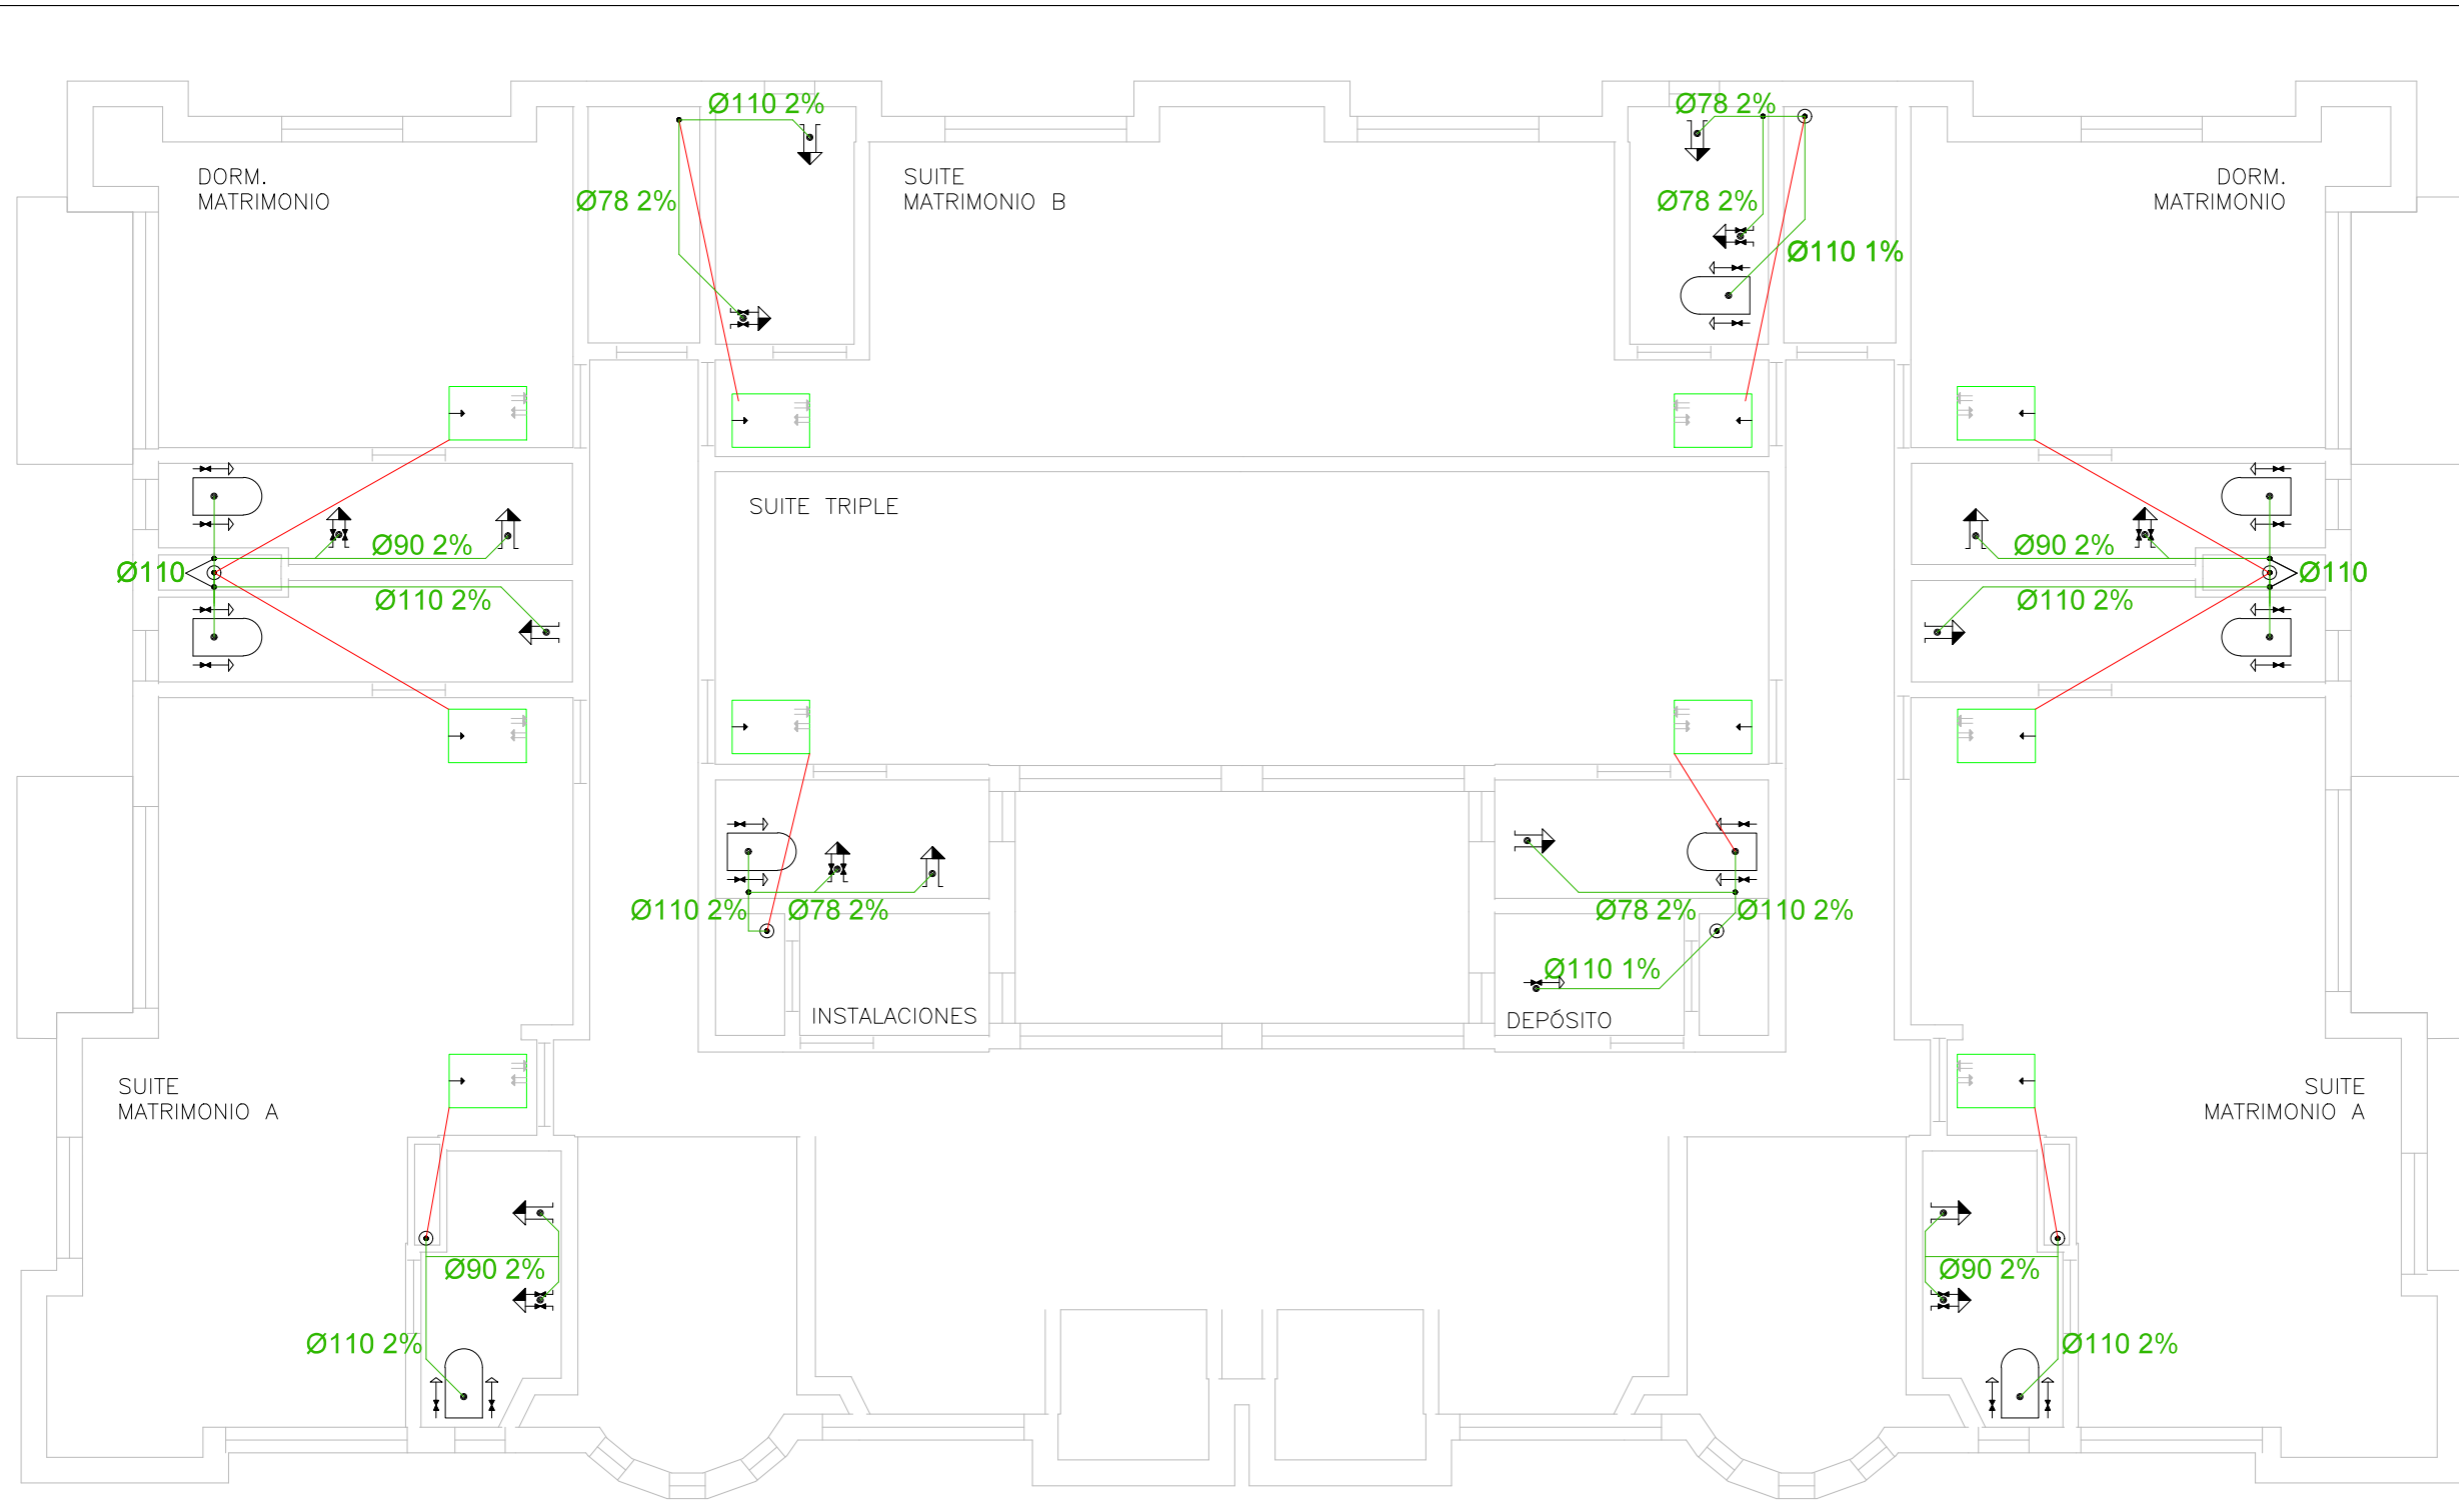 Ø110 2%
Ø78 2%
DORM.
MATRIMONIO
SUITE
MATRIMONIO B
DORM.
MATRIMONIO
Ø78 2%
Ø78 2%
Ø110 1%
SUITE TRIPLE
Ø90 2%
Ø90 2%
Ø110
Ø110
Ø110 2%
Ø110 2%
Ø110 2%
Ø78 2%
Ø78 2%
Ø110 2%
Ø110 1%
INSTALACIONES
DEPÓSITO
SUITE
MATRIMONIO A
SUITE
MATRIMONIO A
Ø90 2%
Ø90 2%
Ø110 2%
Ø110 2%